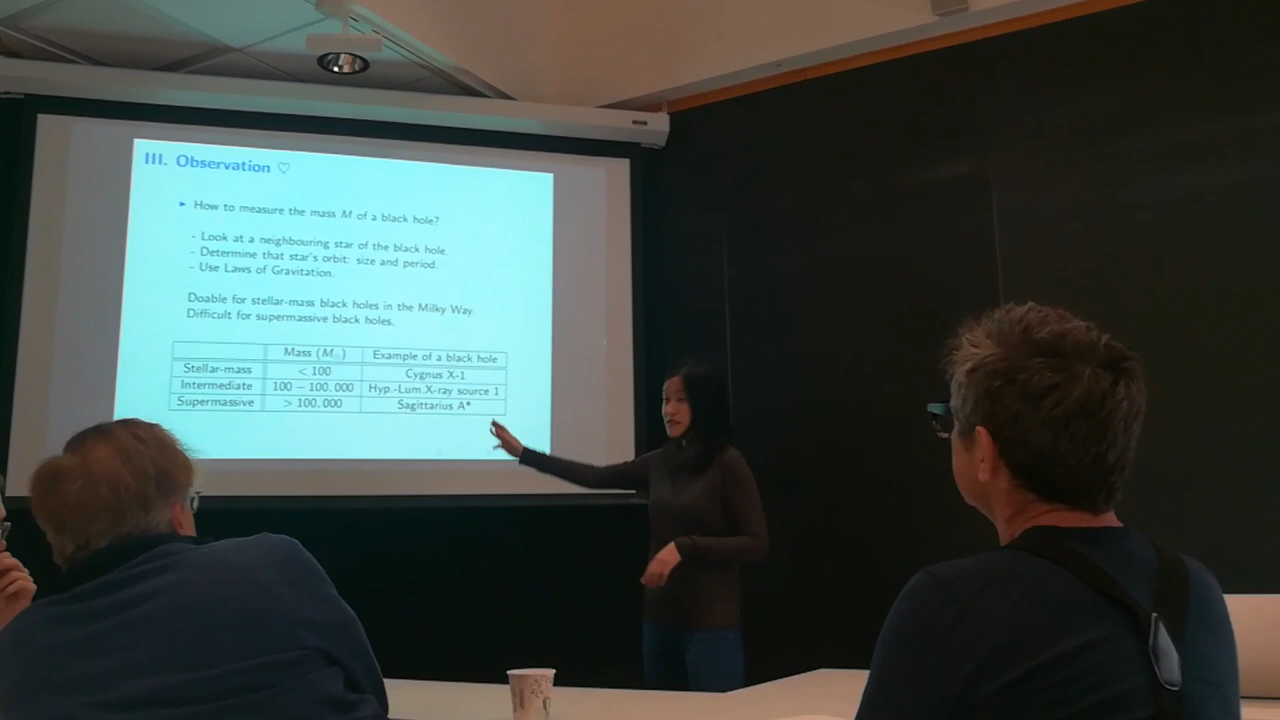 III. Observation ♡
► How to measure the mass M of a black hole?
- Look at a neighbouring star of the black hole.
- Determine that star's orbit: size and period.
- Use Laws of Gravitation.
Doable for stellar-mass black holes in the Milky Way.
Difficult for supermassive black holes.
Mass (M☉) Example of a black hole
Stellar-mass < 100 Cygnus X-1
Intermediate 100 – 100,000 Hyp.-Lum.X-ray source 1
Supermassive > 100,000 Sagittarius A*